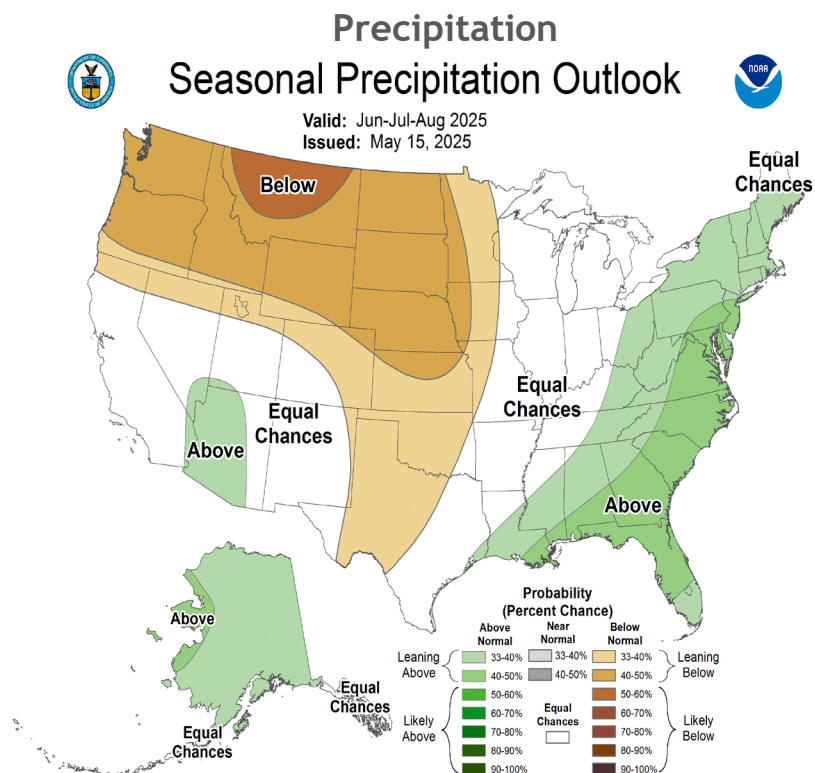 Precipitation
Seasonal Precipitation Outlook
NOAA
Valid: Jun-Jul-Aug 2025
Issued: May 15, 2025
Equal
Chances
Below
Equal
Chances
Equal
Chances
Above
Above
Above
Equal
Chances
Equal
Chances
Probability
(Percent Chance)
Above
Normal
Near
Normal
Below
Normal
Leaning
Above
33-40%
33-40%
33-40%
Leaning
Below
40-50%
40-50%
40-50%
Likely
Above
50-60%
60-70%
70-80%
80-90%
90-100%
Equal
Chances
50-60%
60-70%
70-80%
80-90%
90-100%
Likely
Below